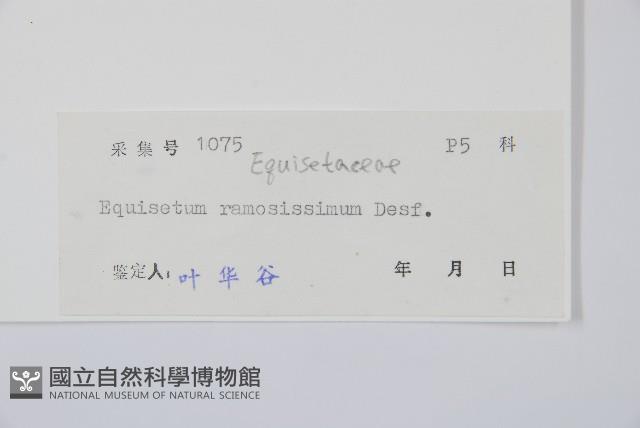 采集号 1075 P5 科
Equisetaceae
Equisetum ramosissimum Desf.
鉴定人: 叶华谷 年 月 日
國立自然科學博物館
NATIONAL MUSEUM OF NATURAL SCIENCE